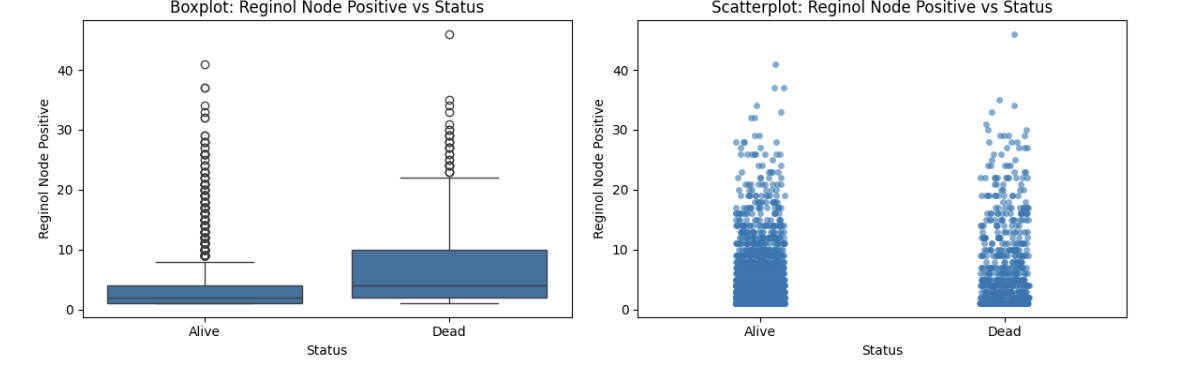 Boxplot: Reginol Node Positive vs Status
Reginol Node Positive
40
30
20
10
0
Alive
Dead
Status
Scatterplot: Reginol Node Positive vs Status
Reginol Node Positive
40
30
20
10
0
Alive
Dead
Status